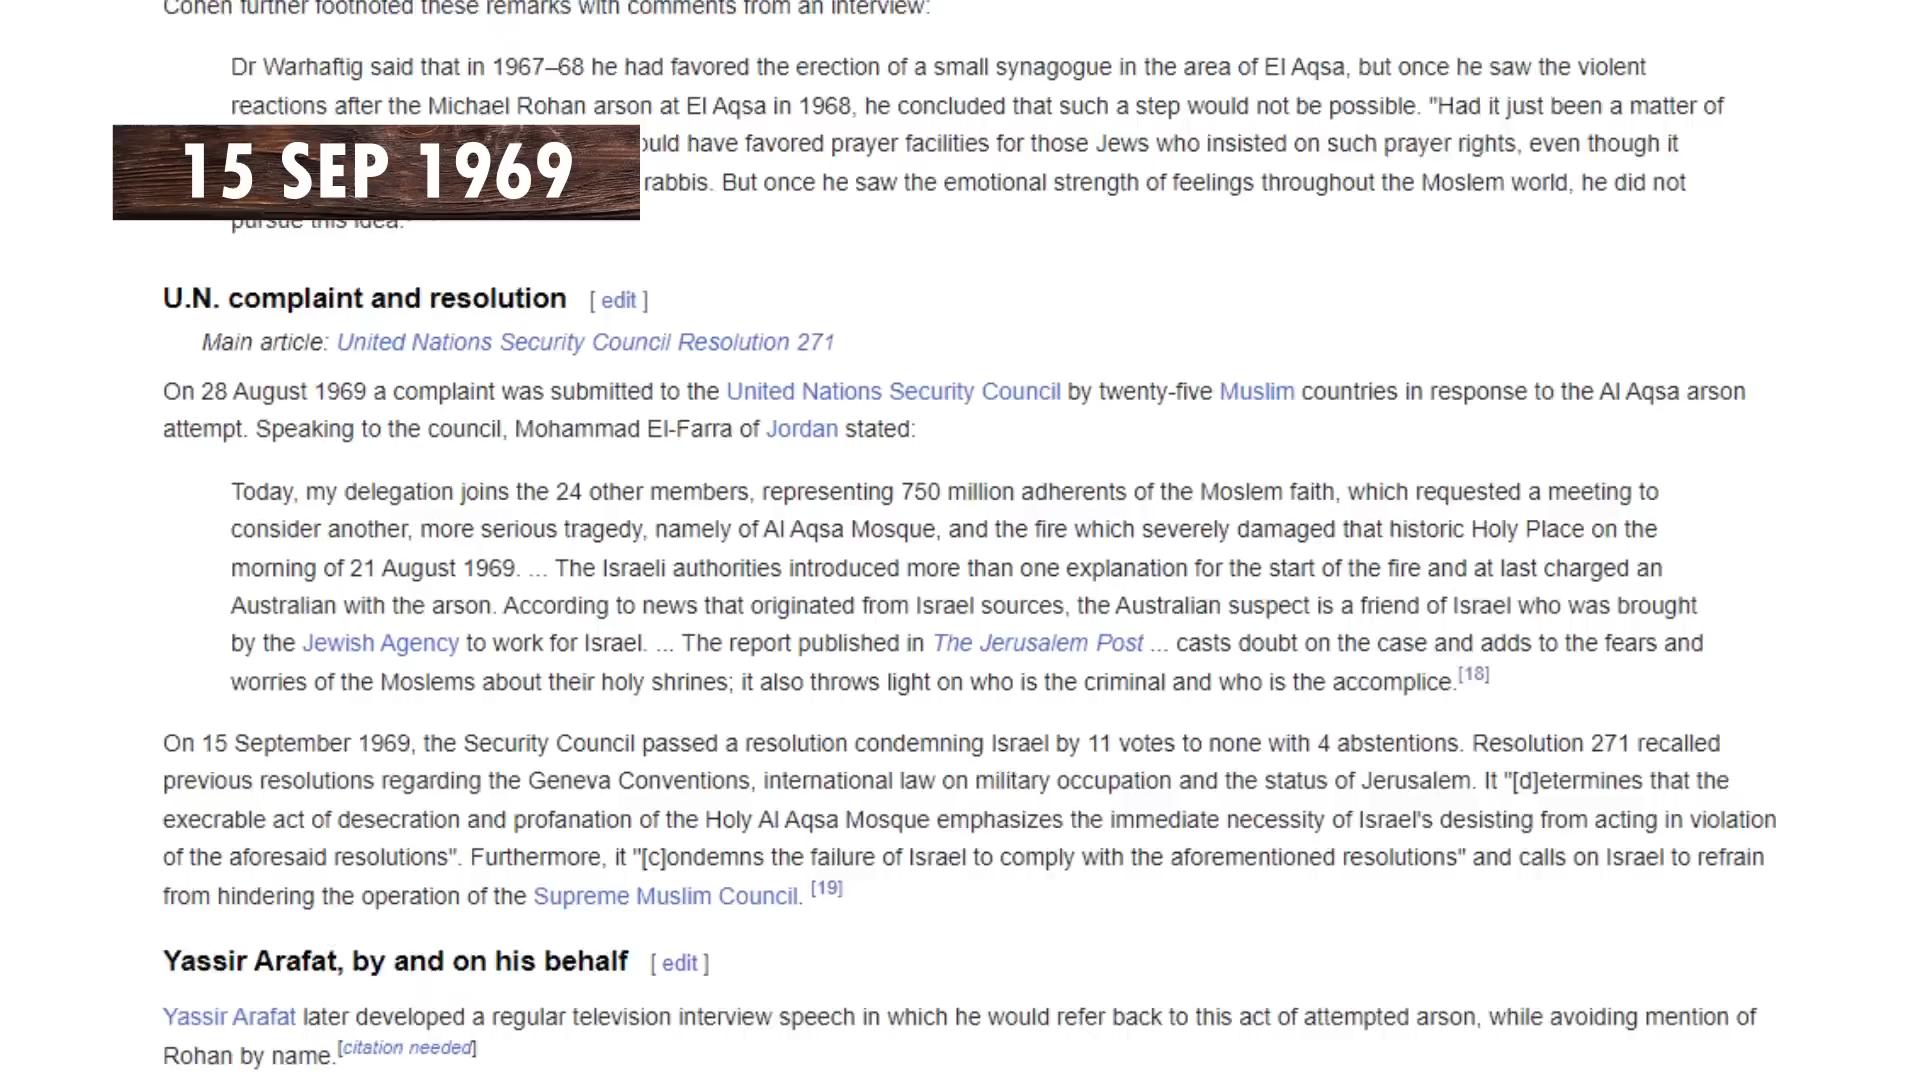 Cohen further footnoted these remarks with comments from an interview:
Dr Warhaftig said that in 1967–68 he had favored the erection of a small synagogue in the area of El Aqsa, but once he saw the violent
reactions after the Michael Rohan arson at El Aqsa in 1968, he concluded that such a step would not be possible. "Had it just been a matter of
15 SEP 1969
ould have favored prayer facilities for those Jews who insisted on such prayer rights, even though it
rabbis. But once he saw the emotional strength of feelings throughout the Moslem world, he did not
pursue this idea.
U.N. complaint and resolution [ edit ]
Main article: United Nations Security Council Resolution 271
On 28 August 1969 a complaint was submitted to the United Nations Security Council by twenty-five Muslim countries in response to the Al Aqsa arson
attempt. Speaking to the council, Mohammad El-Farra of Jordan stated:
Today, my delegation joins the 24 other members, representing 750 million adherents of the Moslem faith, which requested a meeting to
consider another, more serious tragedy, namely of Al Aqsa Mosque, and the fire which severely damaged that historic Holy Place on the
morning of 21 August 1969. ... The Israeli authorities introduced more than one explanation for the start of the fire and at last charged an
Australian with the arson. According to news that originated from Israel sources, the Australian suspect is a friend of Israel who was brought
by the Jewish Agency to work for Israel. ... The report published in The Jerusalem Post ... casts doubt on the case and adds to the fears and
worries of the Moslems about their holy shrines; it also throws light on who is the criminal and who is the accomplice.[18]
On 15 September 1969, the Security Council passed a resolution condemning Israel by 11 votes to none with 4 abstentions. Resolution 271 recalled
previous resolutions regarding the Geneva Conventions, international law on military occupation and the status of Jerusalem. It "[d]etermines that the
execrable act of desecration and profanation of the Holy Al Aqsa Mosque emphasizes the immediate necessity of Israel's desisting from acting in violation
of the aforesaid resolutions". Furthermore, it "[c]ondemns the failure of Israel to comply with the aforementioned resolutions" and calls on Israel to refrain
from hindering the operation of the Supreme Muslim Council. [19]
Yassir Arafat, by and on his behalf [ edit ]
Yassir Arafat later developed a regular television interview speech in which he would refer back to this act of attempted arson, while avoiding mention of
Rohan by name.[citation needed]